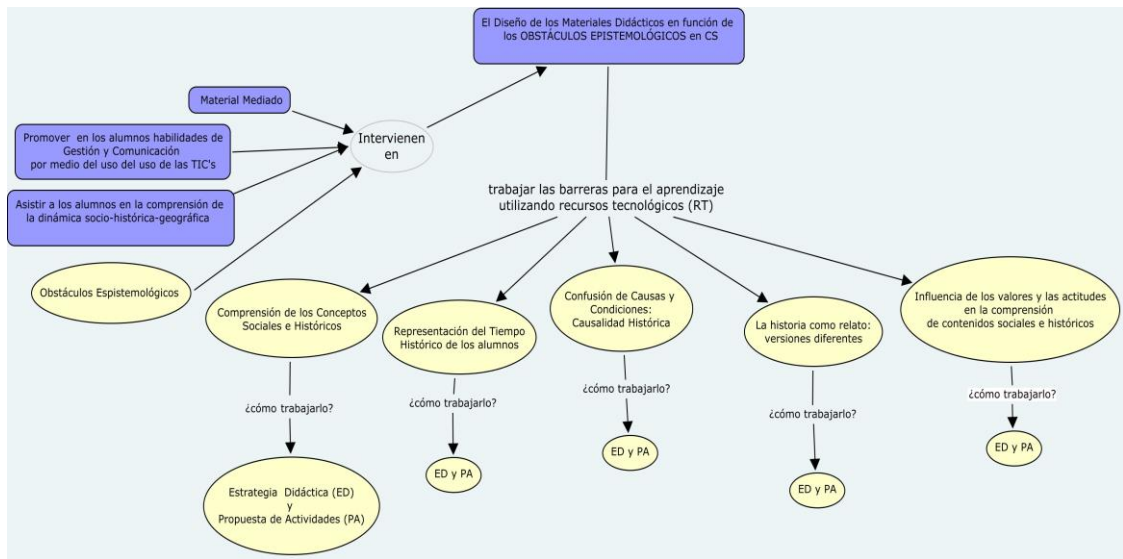 El Diseño de los Materiales Didácticos en función de
los OBSTÁCULOS EPISTEMOLÓGICOS en CS
Material Mediado
Promover en los alumnos habilidades de
Gestión y Comunicación
por medio del uso del uso de las TIC's
Asistir a los alumnos en la comprensión de
la dinámica socio-histórica-geográfica
Obstáculos Espistemológicos
Intervienen
en
trabajar las barreras para el aprendizaje
utilizando recursos tecnológicos (RT)
Comprensión de los Conceptos
Sociales e Históricos
Representación del Tiempo
Histórico de los alumnos
Confusión de Causas y
Condiciones:
Causalidad Histórica
La historia como relato:
versiones diferentes
Influencia de los valores y las actitudes
en la comprensión
de contenidos sociales e históricos
¿cómo trabajarlo?
¿cómo trabajarlo?
¿cómo trabajarlo?
¿cómo trabajarlo?
¿cómo trabajarlo?
Estrategia Didáctica (ED)
y
Propuesta de Actividades (PA)
ED y PA
ED y PA
ED y PA
ED y PA